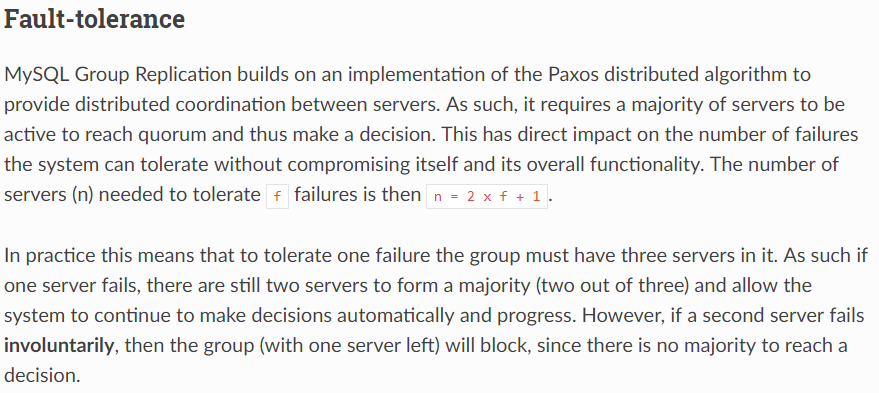 Fault-tolerance
MySQL Group Replication builds on an implementation of the Paxos distributed algorithm to
provide distributed coordination between servers. As such, it requires a majority of servers to be
active to reach quorum and thus make a decision. This has direct impact on the number of failures
the system can tolerate without compromising itself and its overall functionality. The number of
servers (n) needed to tolerate f failures is then n = 2 x f + 1.
In practice this means that to tolerate one failure the group must have three servers in it. As such if
one server fails, there are still two servers to form a majority (two out of three) and allow the
system to continue to make decisions automatically and progress. However, if a second server fails
involuntarily, then the group (with one server left) will block, since there is no majority to reach a
decision.